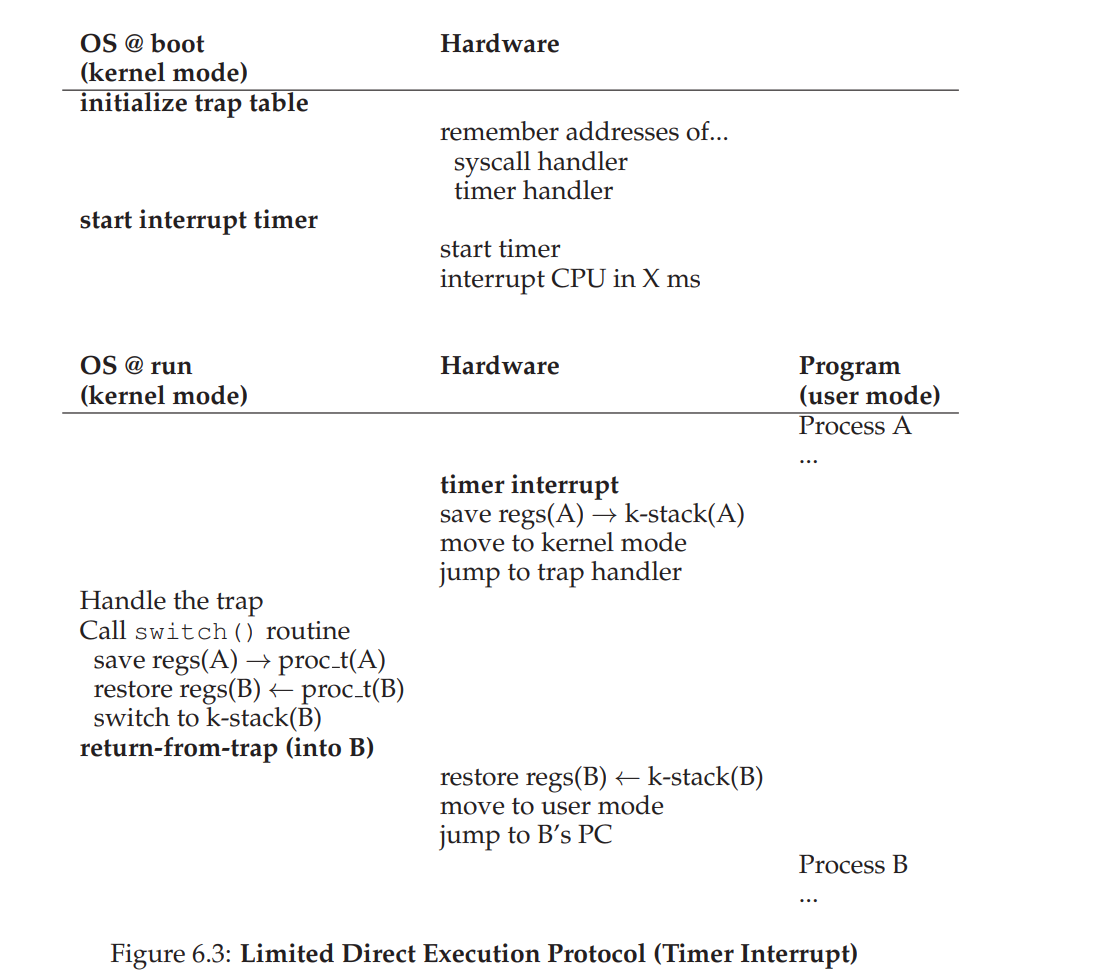 OS @ boot Hardware
(kernel mode)
initialize trap table
remember addresses of...
syscall handler
timer handler
start interrupt timer
start timer
interrupt CPU in X ms
OS @ run Hardware Program
(kernel mode) (user mode)
Process A
...
timer interrupt
save regs(A) → k-stack(A)
move to kernel mode
jump to trap handler
Handle the trap
Call switch() routine
save regs(A) → proc_t(A)
restore regs(B) ← proc_t(B)
switch to k-stack(B)
return-from-trap (into B)
restore regs(B) ← k-stack(B)
move to user mode
jump to B's PC
Process B
...
Figure 6.3: Limited Direct Execution Protocol (Timer Interrupt)